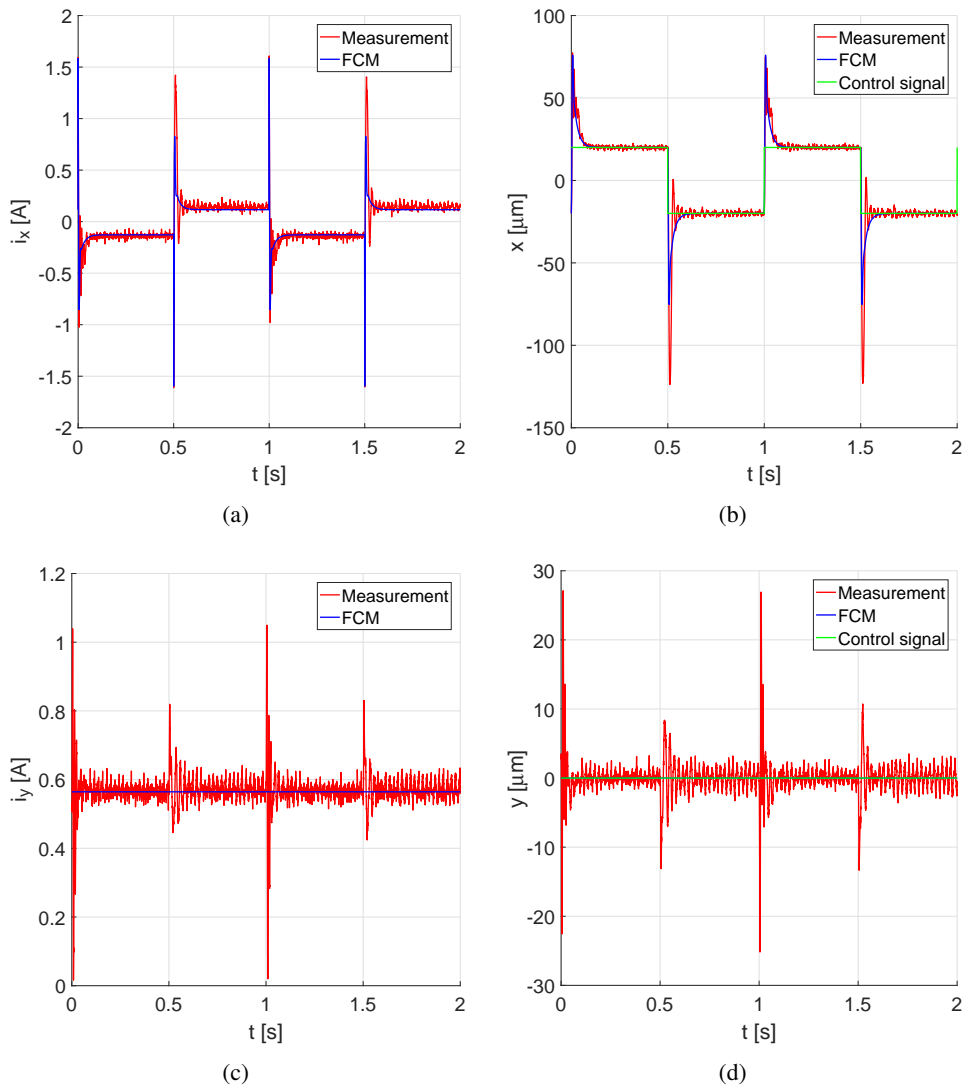 2
1.5
1
0.5
0
-0.5
-1
-1.5
-2
i_x [A]
0
0.5
1
1.5
2
t [s]
Measurement
FCM
(a)
100
50
0
-50
-100
-150
x [μm]
0
0.5
1
1.5
2
t [s]
Measurement
FCM
Control signal
(b)
1.2
1
0.8
0.6
0.4
0.2
0
i_y [A]
0
0.5
1
1.5
2
t [s]
Measurement
FCM
(c)
30
20
10
0
-10
-20
-30
y [μm]
0
0.5
1
1.5
2
t [s]
Measurement
FCM
Control signal
(d)